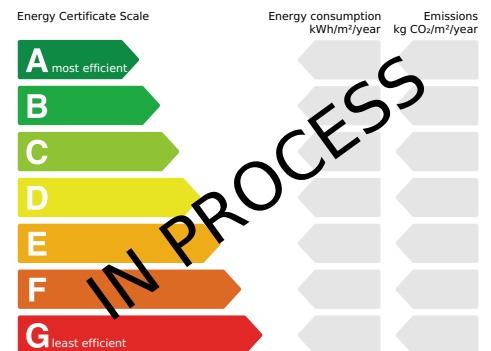 Energy Certificate Scale
Energy consumption
kWh/m²/year
Emissions
kg CO₂/m²/year
A most efficient
B
C
D
E
F
G least efficient
IN PROCESS